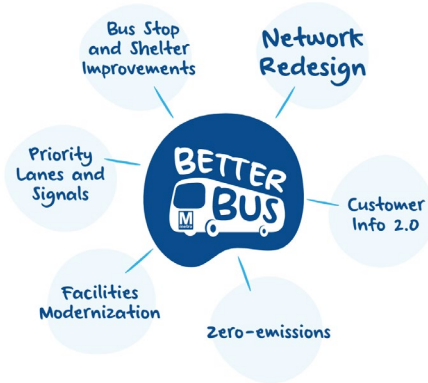 Bus Stop
and Shelter
Improvements
Network
Redesign
Priority
Lanes and
Signals
BETTER
BUS
M
metro
Customer
Info 2.0
Facilities
Modernization
Zero-emissions